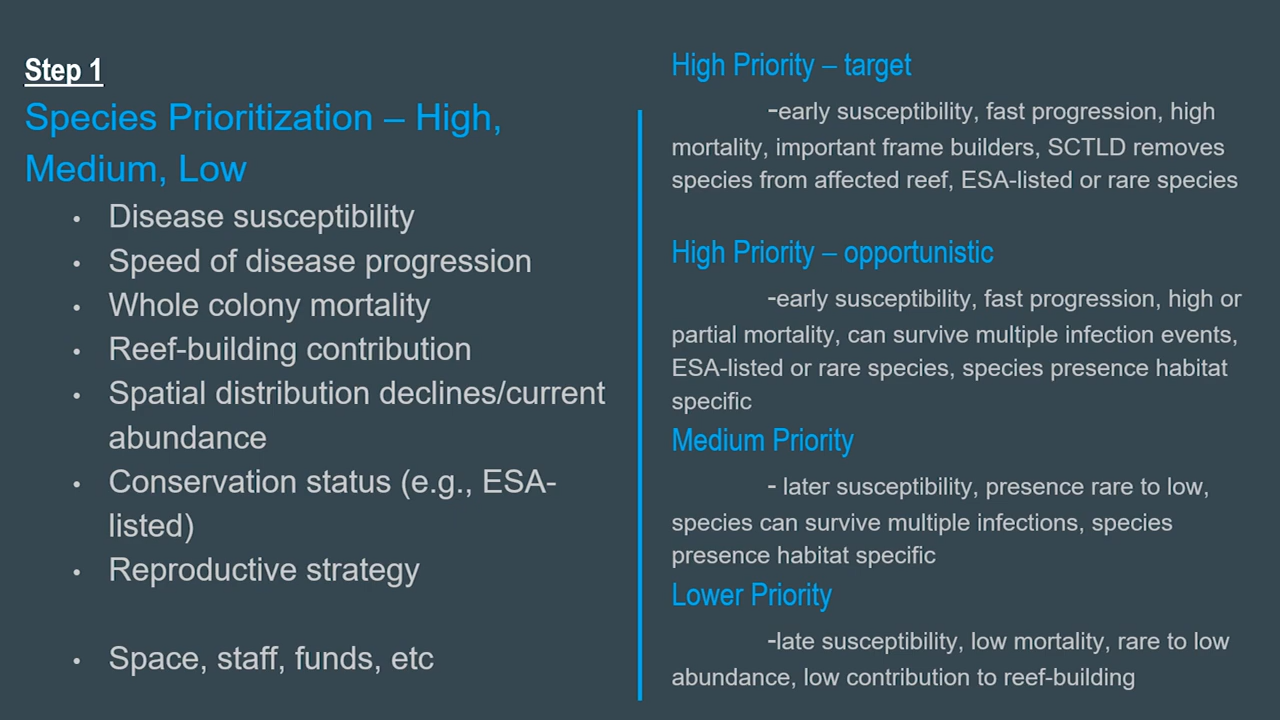 Step 1
Species Prioritization – High,
Medium, Low
• Disease susceptibility
• Speed of disease progression
• Whole colony mortality
• Reef-building contribution
• Spatial distribution declines/current
abundance
• Conservation status (e.g., ESA-
listed)
• Reproductive strategy
• Space, staff, funds, etc
High Priority – target
-early susceptibility, fast progression, high
mortality, important frame builders, SCTLD removes
species from affected reef, ESA-listed or rare species
High Priority – opportunistic
-early susceptibility, fast progression, high or
partial mortality, can survive multiple infection events,
ESA-listed or rare species, species presence habitat
specific
Medium Priority
- later susceptibility, presence rare to low,
species can survive multiple infections, species
presence habitat specific
Lower Priority
-late susceptibility, low mortality, rare to low
abundance, low contribution to reef-building